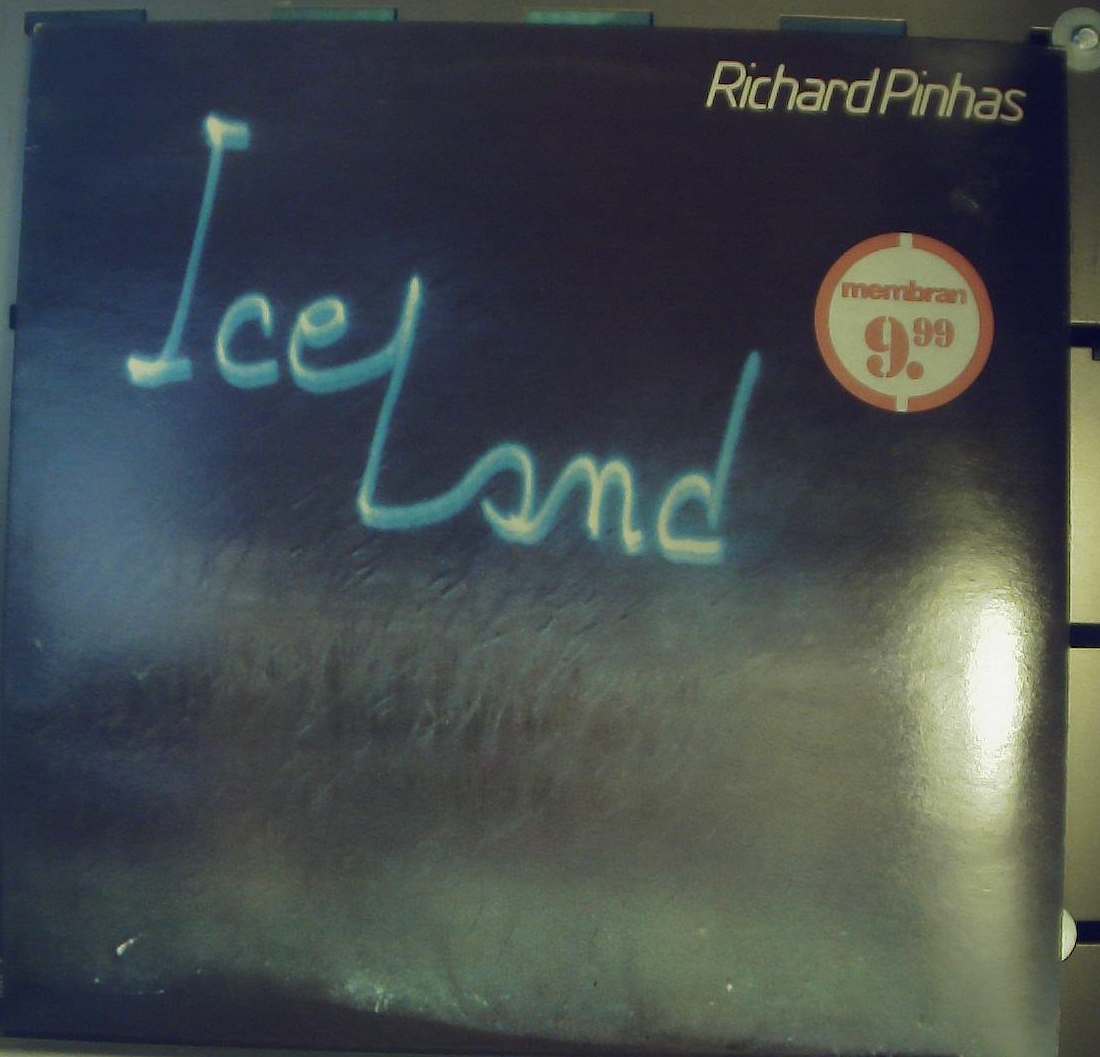 Richard Pinhas
Ice
Land
membran
9.99